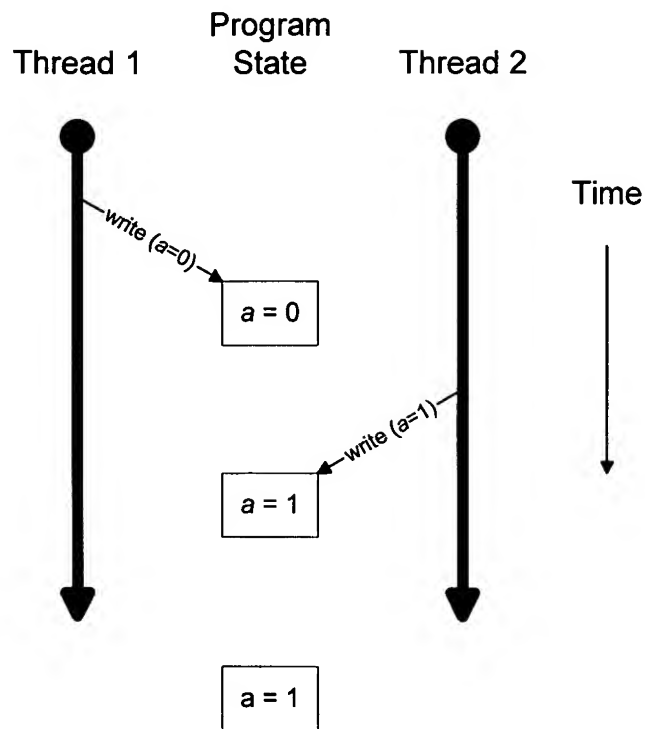 Program
State
Thread 1
Thread 2
Time
write (a=0)
a = 0
write (a=1)
a = 1
a = 1